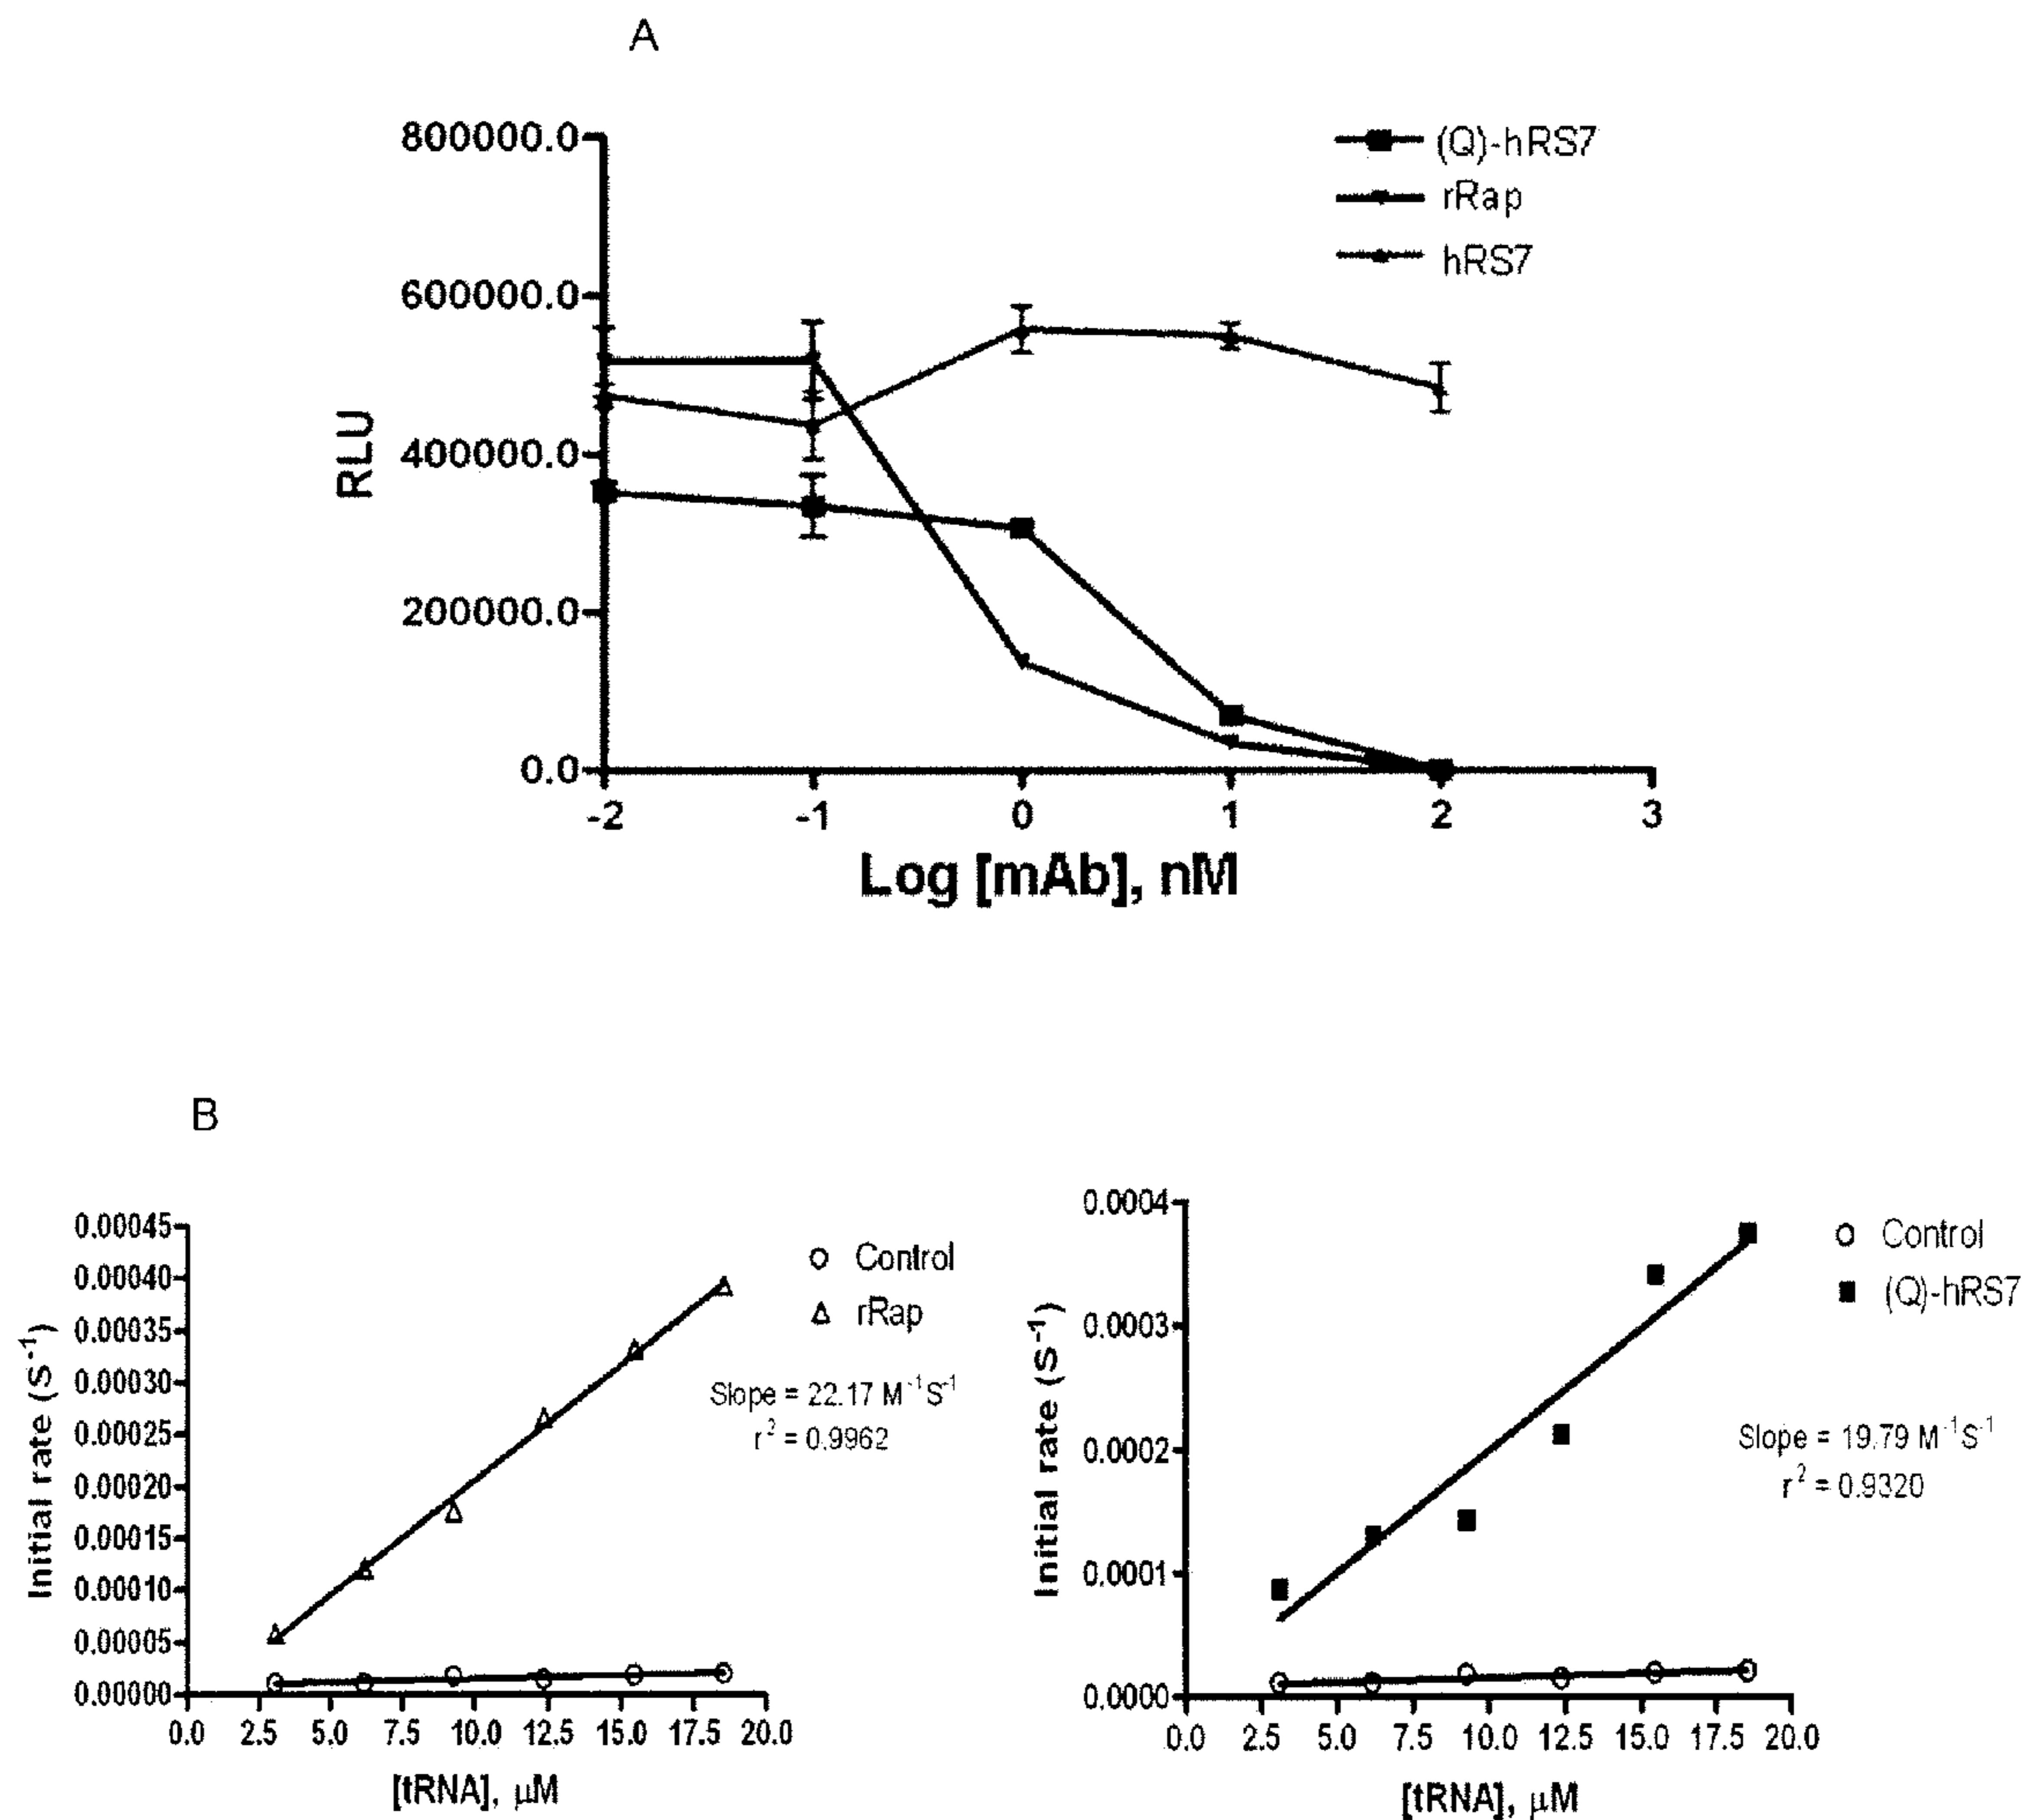 A
800000.0
600000.0
400000.0
200000.0
0.0
RLU
-2 -1 0 1 2 3
Log [mAb], nM
(Q)-hRS7
rRap
hRS7
B
0.00045
0.00040
0.00035
0.00030
0.00025
0.00020
0.00015
0.00010
0.00005
0.00000
Initial rate (S⁻¹)
0.0 2.5 5.0 7.5 10.0 12.5 15.0 17.5 20.0
[tRNA], μM
Control
rRap
Slope = 22.17 M⁻¹S⁻¹
r² = 0.9962
0.0004
0.0003
0.0002
0.0001
0.0000
Initial rate (S⁻¹)
0.0 2.5 5.0 7.5 10.0 12.5 15.0 17.5 20.0
[tRNA], μM
Control
(Q)-hRS7
Slope = 19.79 M⁻¹S⁻¹
r² = 0.9320